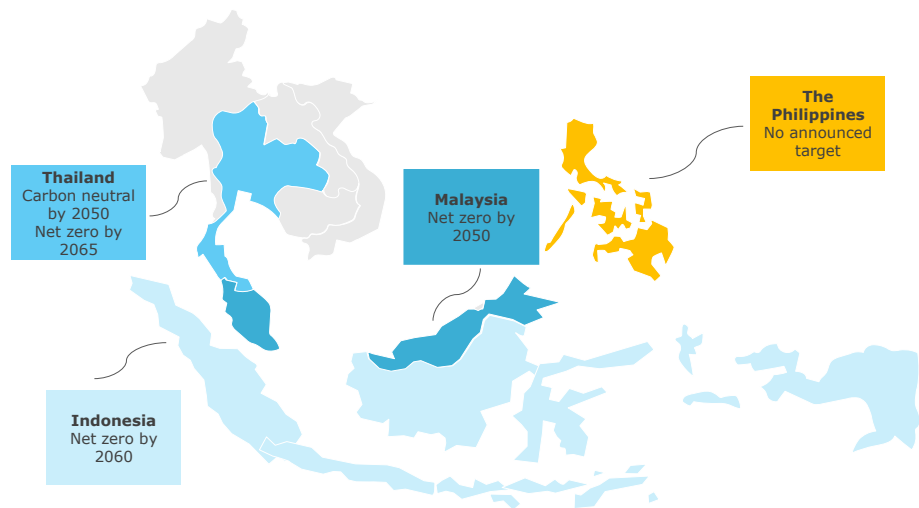 The
Philippines
No announced
target
Thailand
Carbon neutral
by 2050
Net zero by
2065
Malaysia
Net zero by
2050
Indonesia
Net zero by
2060